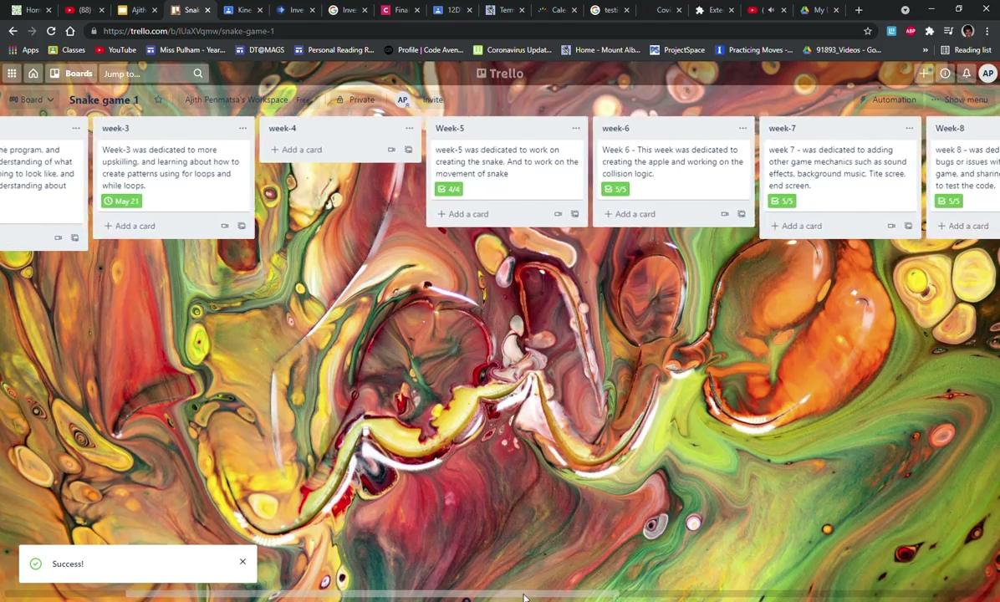 Hom
(88)
Ajith
Snak
Kine
Inve
Inve
Fina
12D
Tem
Cale
testi
Covi
Exte
My D
https://trello.com/b/IUaXVqmw/snake-game-1
Apps
Classes
YouTube
Miss Pulham - Year...
DT@MAGS
Personal Reading R...
Profile | Code Aven...
Coronavirus Updat...
Home - Mount Alb...
ProjectSpace
Practicing Moves -...
91893_Videos - Go...
»
Reading list
Boards
Jump to...
Trello
AP
Board
Snake game 1
Ajith Penmatsa's Workspace
Free
Private
AP
Invite
Automation
Show menu
he program, and
derstanding of what
ing to look like, and
derstanding about
week-3
Week-3 was dedicated to more
upskilling, and learning about how to
create patterns using for loops and
while loops.
May 21
+ Add a card
week-4
+ Add a card
Week-5
week-5 was dedicated to work on
creating the snake. And to work on the
movement of snake
4/4
+ Add a card
week-6
Week 6 - This week was dedicated to
creating the apple and working on the
collision logic.
5/5
+ Add a card
week-7
week 7 - was dedicated to adding
other game mechanics such as sound
effects, background music. Tite scree,
end screen.
5/5
+ Add a card
Week-8
week 8 - was ded
bugs or issues wit
game, and sharing
to test the code.
5/5
+ Add a card
Success!